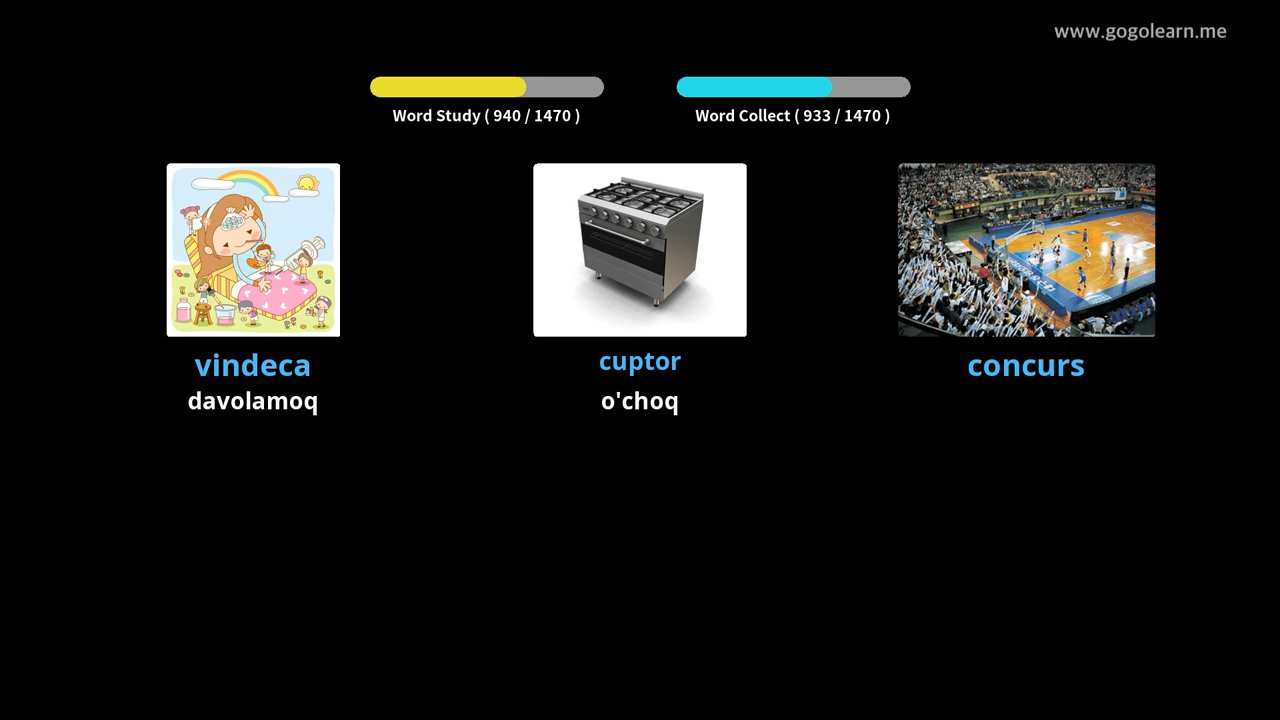 www.gogolearn.me
Word Study ( 940 / 1470 )
Word Collect ( 933 / 1470 )
vindeca
davolamoq
cuptor
o'choq
concurs